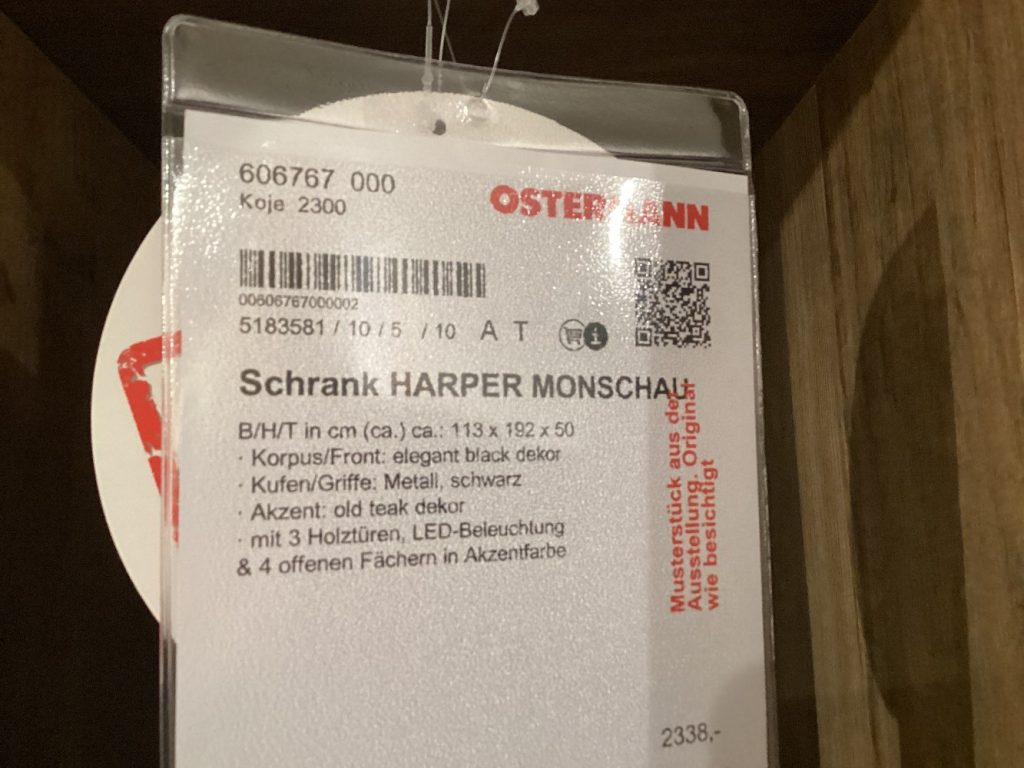 606767 000
Koje 2300
OSTERMANN
00606767000002
5183581 / 10 / 5 / 10 A T
Schrank HARPER MONSCHAU
B/H/T in cm (ca.) ca.: 113 x 192 x 50
· Korpus/Front: elegant black dekor
· Kufen/Griffe: Metall, schwarz
· Akzent: old teak dekor
· mit 3 Holztüren, LED-Beleuchtung
& 4 offenen Fächern in Akzentfarbe
Musterstück aus der
Ausstellung. Original
wie besichtigt
2338,-